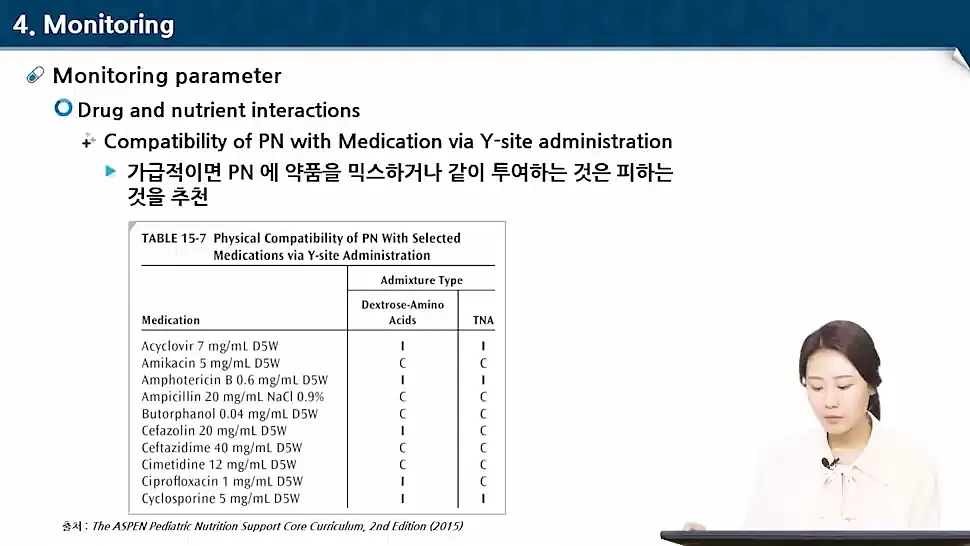 4. Monitoring
Monitoring parameter
Drug and nutrient interactions
Compatibility of PN with Medication via Y-site administration
가급적이면 PN 에 약품을 믹스하거나 같이 투여하는 것은 피하는
것을 추천
TABLE 15-7 Physical Compatibility of PN With Selected
Medications via Y-site Administration
Admixture Type
Medication Dextrose-Amino Acids TNA
Acyclovir 7 mg/mL D5W I I
Amikacin 5 mg/mL D5W C C
Amphotericin B 0.6 mg/mL D5W I I
Ampicillin 20 mg/mL NaCl 0.9% C C
Butorphanol 0.04 mg/mL D5W C C
Cefazolin 20 mg/mL D5W I C
Ceftazidime 40 mg/mL D5W C C
Cimetidine 12 mg/mL D5W C C
Ciprofloxacin 1 mg/mL D5W I C
Cyclosporine 5 mg/mL D5W I I
출처 : The ASPEN Pediatric Nutrition Support Core Curriculum, 2nd Edition (2015)